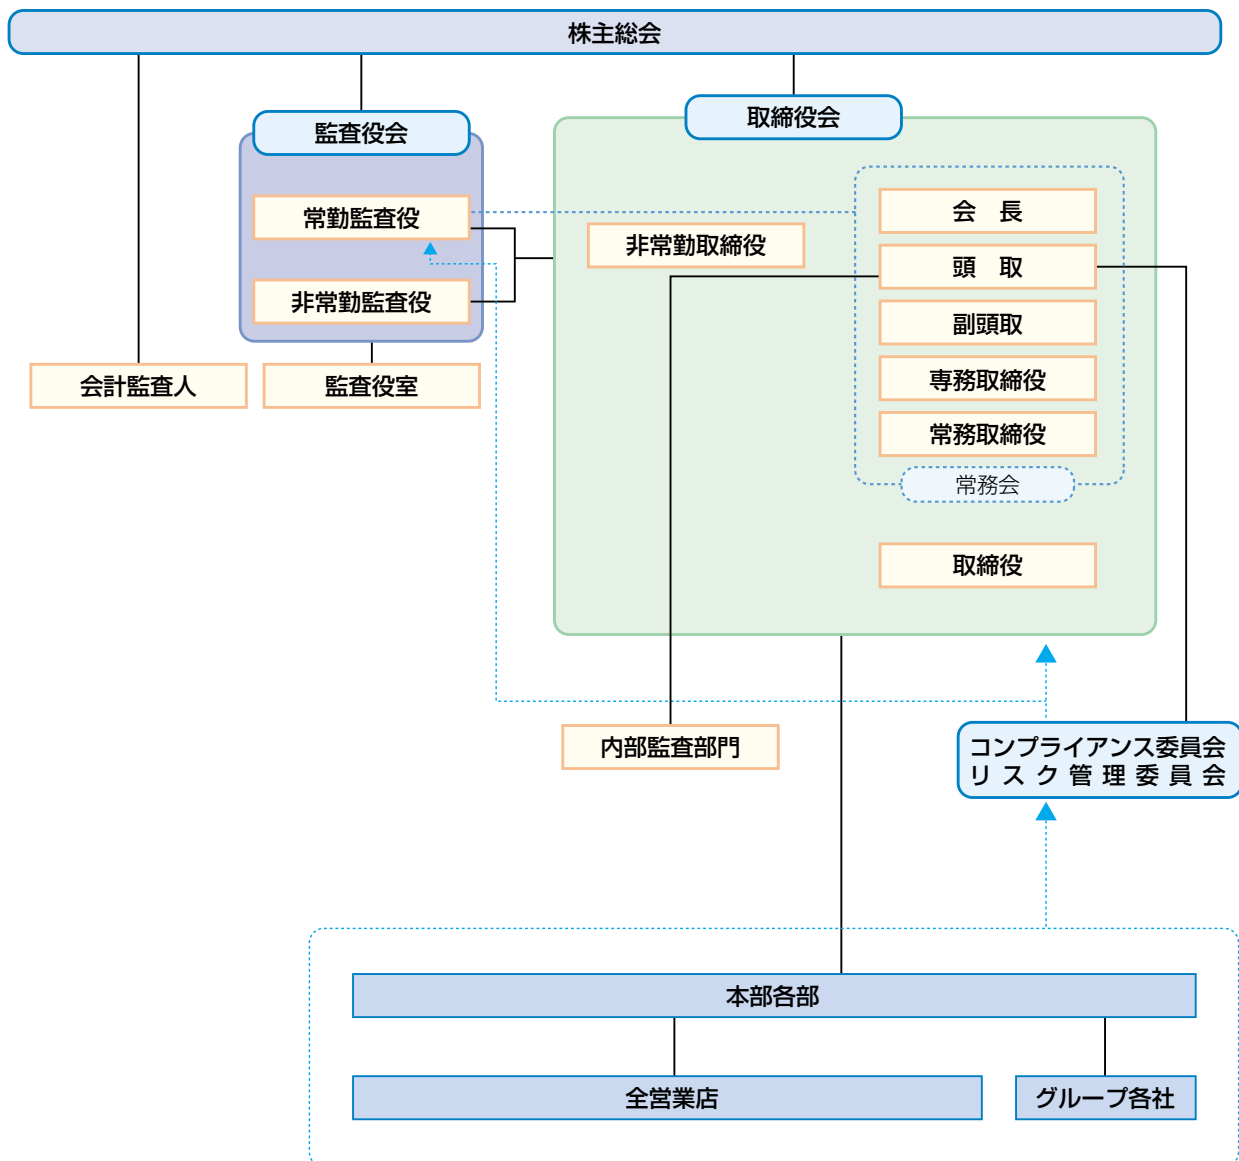 株主総会
監査役会
取締役会
常勤監査役
非常勤監査役
会計監査人
監査役室
非常勤取締役
会　長
頭　取
副頭取
専務取締役
常務取締役
常務会
取締役
内部監査部門
コンプライアンス委員会
リスク管理委員会
本部各部
全営業店
グループ各社